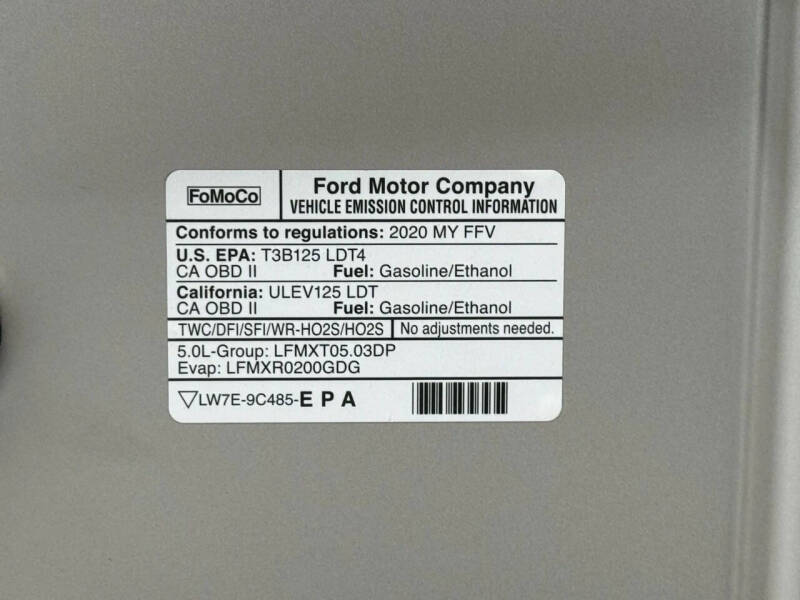 FoMoCo
Ford Motor Company
VEHICLE EMISSION CONTROL INFORMATION
Conforms to regulations: 2020 MY FFV
U.S. EPA: T3B125 LDT4
CA OBD II Fuel: Gasoline/Ethanol
California: ULEV125 LDT
CA OBD II Fuel: Gasoline/Ethanol
TWC/DFI/SFI/WR-HO2S/HO2S No adjustments needed.
5.0L-Group: LFMXT05.03DP
Evap: LFMXR0200GDG
▽LW7E-9C485-E P A